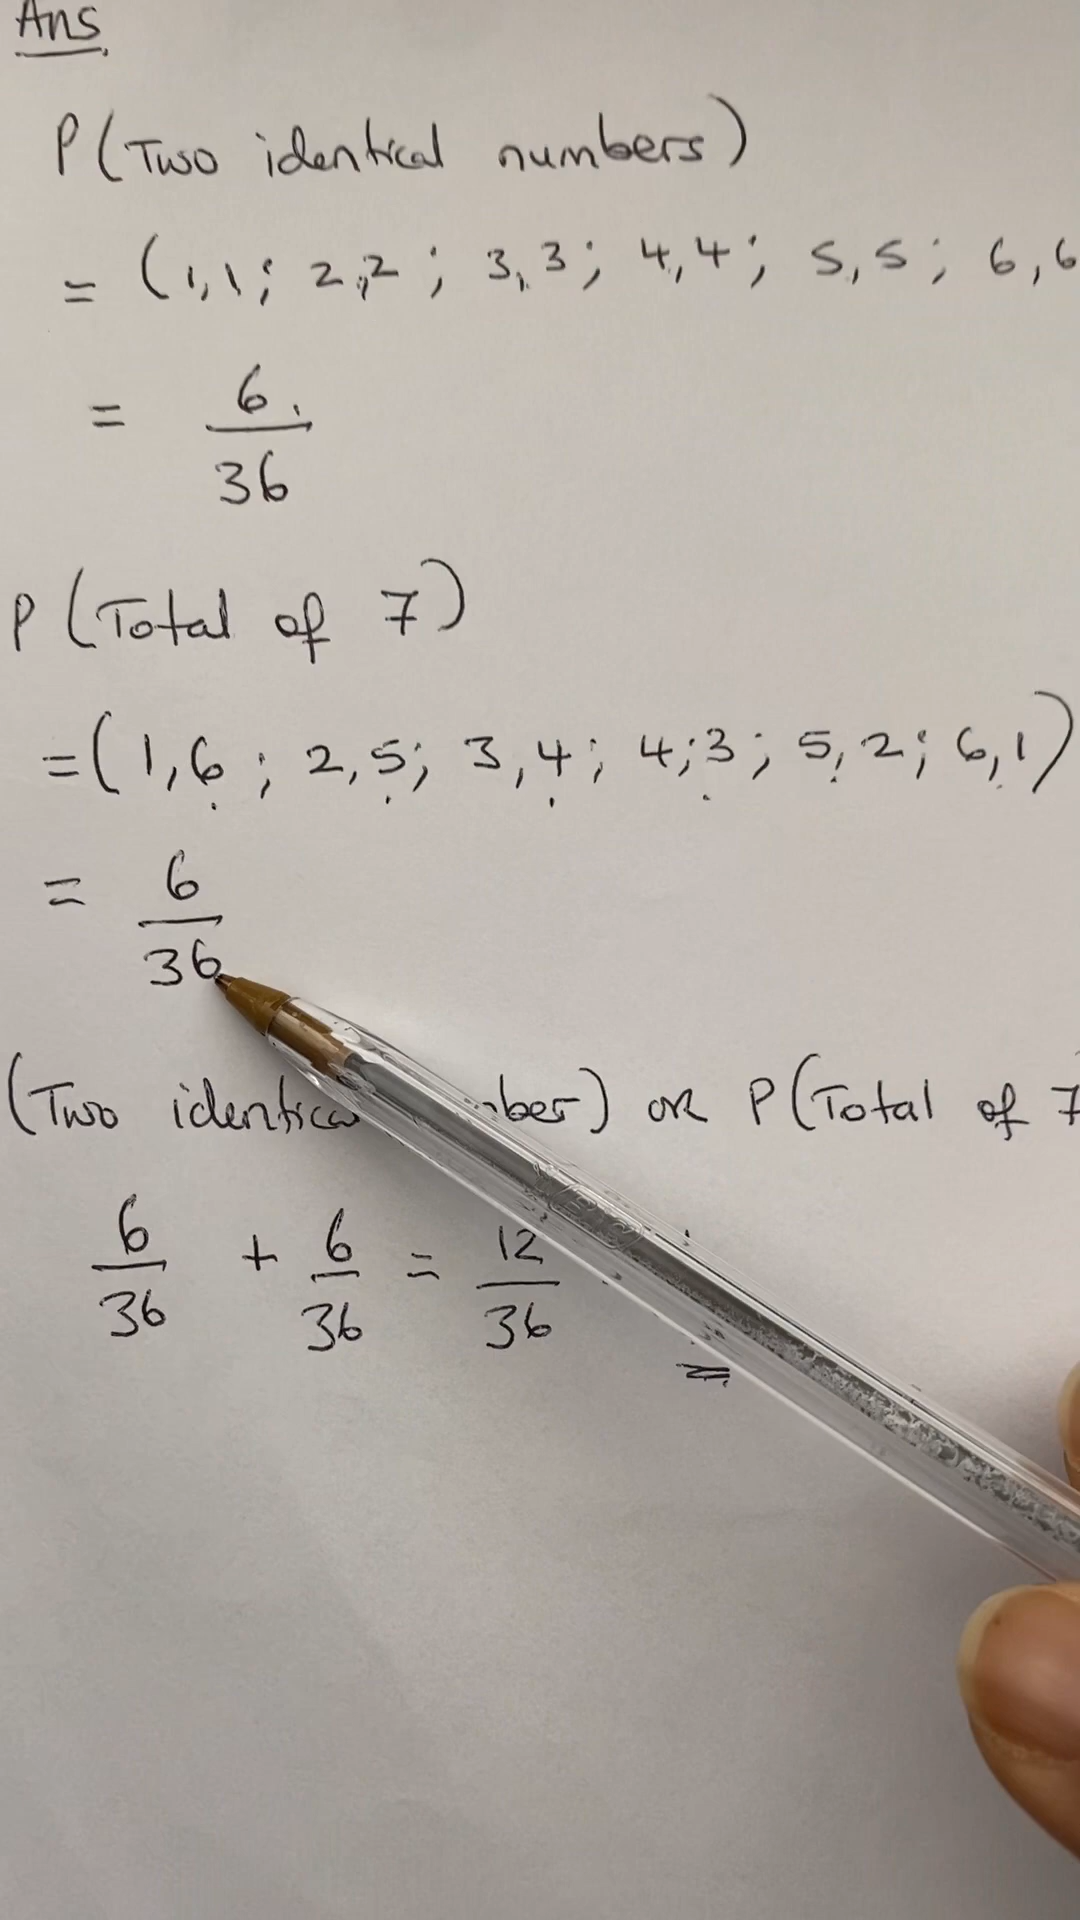 Ans
P(Two identical numbers)
= (1,1; 2,2; 3,3; 4,4; 5,5; 6,6
= 6/36
P(Total of 7)
=(1,6; 2,5; 3,4; 4;3; 5,2; 6,1)
= 6/36
(Two identical) or P(Total of 7
6/36 + 6/36 = 12/36
=